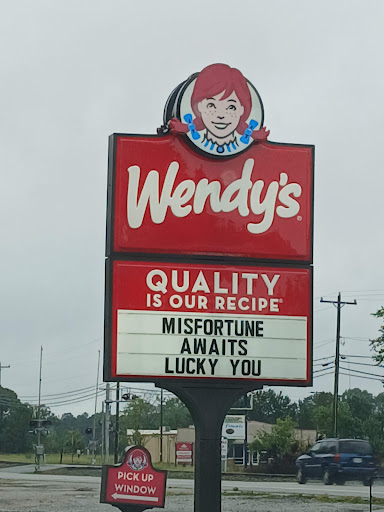 Wendy's
QUALITY
IS OUR RECIPE
MISFORTUNE
AWAITS
LUCKY YOU
PICK UP
WINDOW